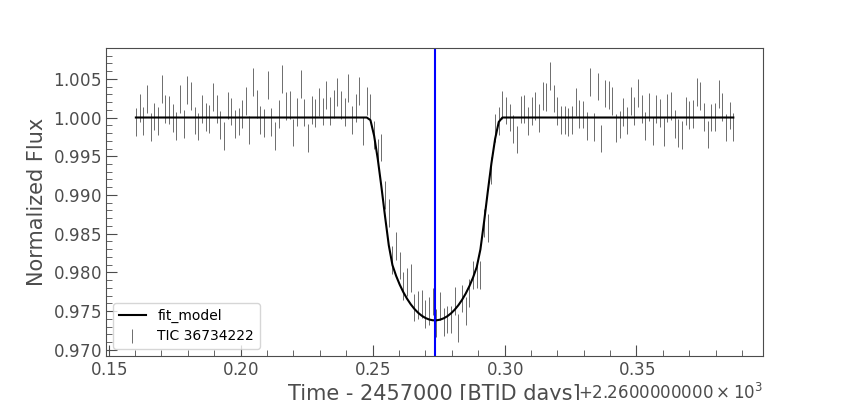 1.005
1.000
0.995
0.990
0.985
0.980
0.975
0.970
Normalized Flux
fit_model
TIC 36734222
0.15 0.20 0.25 0.30 0.35
Time - 2457000 [BTJD days]
+2.2600000000 × 10³